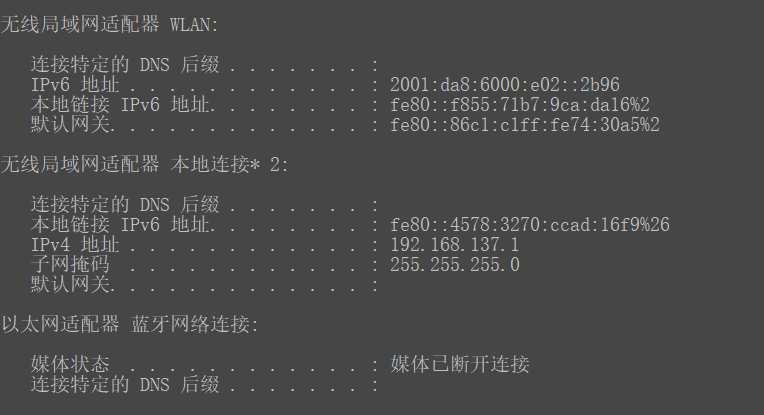 无线局域网适配器 WLAN:
连接特定的 DNS 后缀 . . . . . . . :
IPv6 地址 . . . . . . . . . . . . : 2001:da8:6000:e02::2b96
本地链接 IPv6 地址. . . . . . . . : fe80::f855:71b7:9ca:da16%2
默认网关. . . . . . . . . . . . . : fe80::86c1:c1ff:fe74:30a5%2
无线局域网适配器 本地连接* 2:
连接特定的 DNS 后缀 . . . . . . . :
本地链接 IPv6 地址. . . . . . . . : fe80::4578:3270:ccad:16f9%26
IPv4 地址 . . . . . . . . . . . . : 192.168.137.1
子网掩码  . . . . . . . . . . . . : 255.255.255.0
默认网关. . . . . . . . . . . . . :
以太网适配器 蓝牙网络连接:
媒体状态  . . . . . . . . . . . . : 媒体已断开连接
连接特定的 DNS 后缀 . . . . . . . :